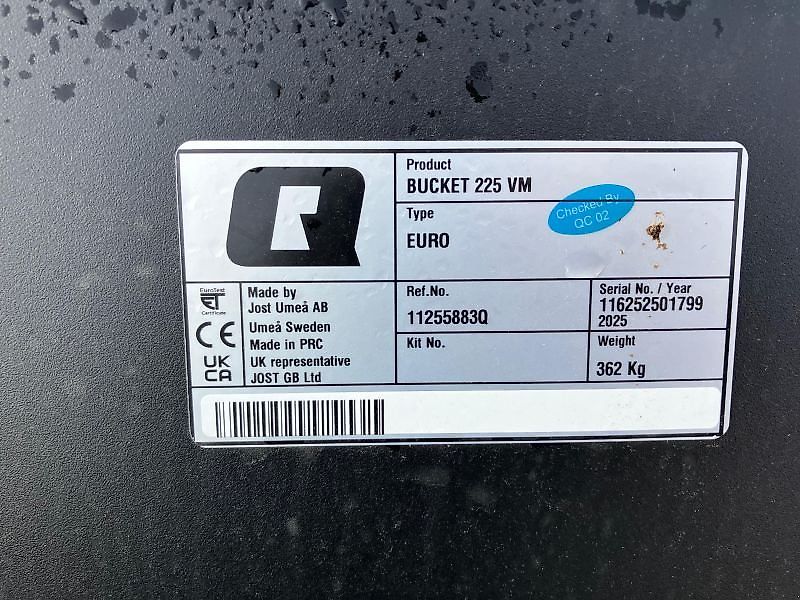 Product
BUCKET 225 VM
Type
EURO
Checked By
QC 02
EuroTest
ET
Certificate
CE
UK
CA
Made by
Jost Umeå AB
Umeå Sweden
Made in PRC
UK representative
JOST GB Ltd
Ref.No.
11255883Q
Kit No.
Serial No. / Year
116252501799
2025
Weight
362 Kg